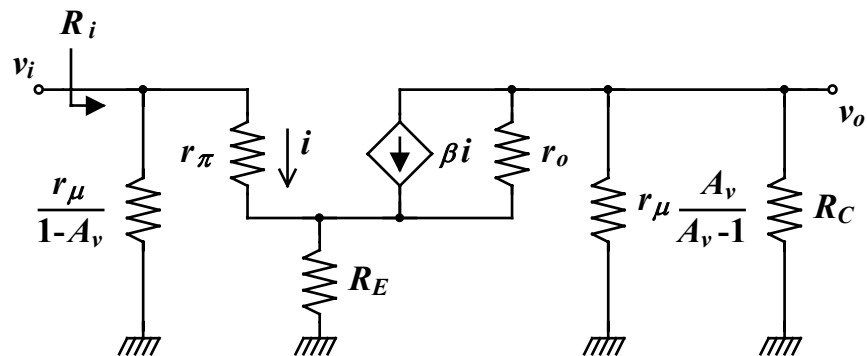 R_i
v_i
r_π
i
βi
r_o
v_o
r_μ
1-A_v
r_μ A_v
A_v-1
R_C
R_E